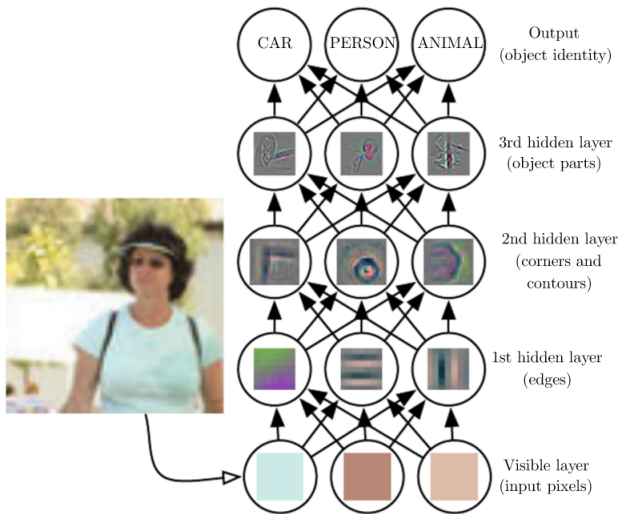 CAR
PERSON
ANIMAL
Output
(object identity)
3rd hidden layer
(object parts)
2nd hidden layer
(corners and
contours)
1st hidden layer
(edges)
Visible layer
(input pixels)